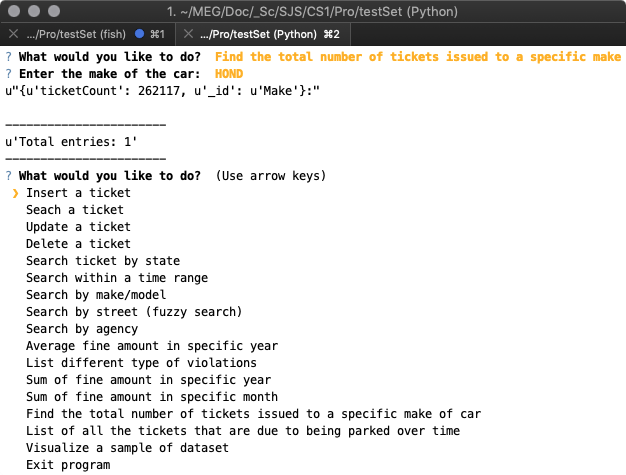 1. ~/MEG/Doc/_Sc/SJS/CS1/Pro/testSet (Python)
.../Pro/testSet (fish) ⌘1 .../Pro/testSet (Python) ⌘2
? What would you like to do? Find the total number of tickets issued to a specific make
? Enter the make of the car: HOND
u"{u'ticketCount': 262117, u'_id': u'Make'}:"
-----------------------
u'Total entries: 1'
-----------------------
? What would you like to do? (Use arrow keys)
❯ Insert a ticket
Seach a ticket
Update a ticket
Delete a ticket
Search ticket by state
Search within a time range
Search by make/model
Search by street (fuzzy search)
Search by agency
Average fine amount in specific year
List different type of violations
Sum of fine amount in specific year
Sum of fine amount in specific month
Find the total number of tickets issued to a specific make of car
List of all the tickets that are due to being parked over time
Visualize a sample of dataset
Exit program